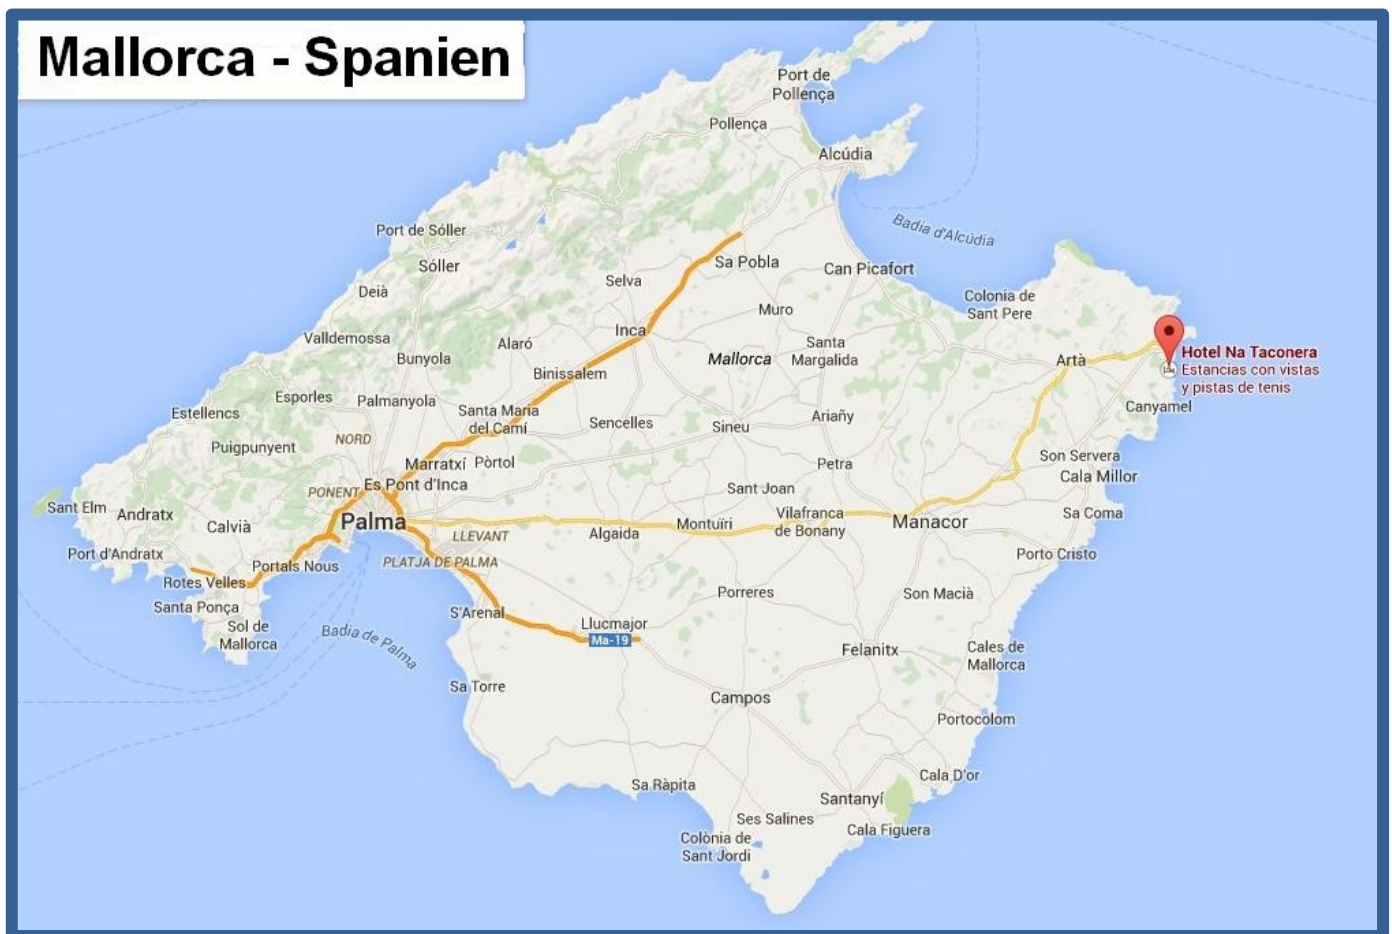 Mallorca - Spanien
Port de
Pollença
Pollença
Alcúdia
Badia d'Alcúdia
Port de Sóller
Sóller
Sa Pobla
Can Picafort
Selva
Deià
Muro
Colonia de
Sant Pere
Valldemossa
Inca
Alaró
Bunyola
Mallorca
Santa
Margalida
Artà
Hotel Na Taconera
Estancias con vistas
y pistas de tenis
Binissalem
Esporles
Palmanyola
Canyamel
Estellencs
Santa Maria
del Camí
Sencelles
Sineu
Ariañy
NORD
Puigpunyent
Marratxí
Pòrtol
Petra
Son Servera
Cala Millor
Es Pont d'Inca
PONENT
Sant Joan
Sant Elm
Andratx
Calvià
Palma
LLEVANT
Algaida
Montuïri
Vilafranca
de Bonany
Manacor
Sa Coma
Port d'Andratx
Portals Nous
PLATJA DE PALMA
Porto Cristo
Rotes Velles
Santa Ponça
Sol de
Mallorca
Badia de Palma
S'Arenal
Llucmajor
Ma-19
Porreres
Son Macià
Felanitx
Cales de
Mallorca
Sa Torre
Campos
Portocolom
Sa Ràpita
Cala D'or
Santanyí
Ses Salines
Cala Figuera
Colònia de
Sant Jordi